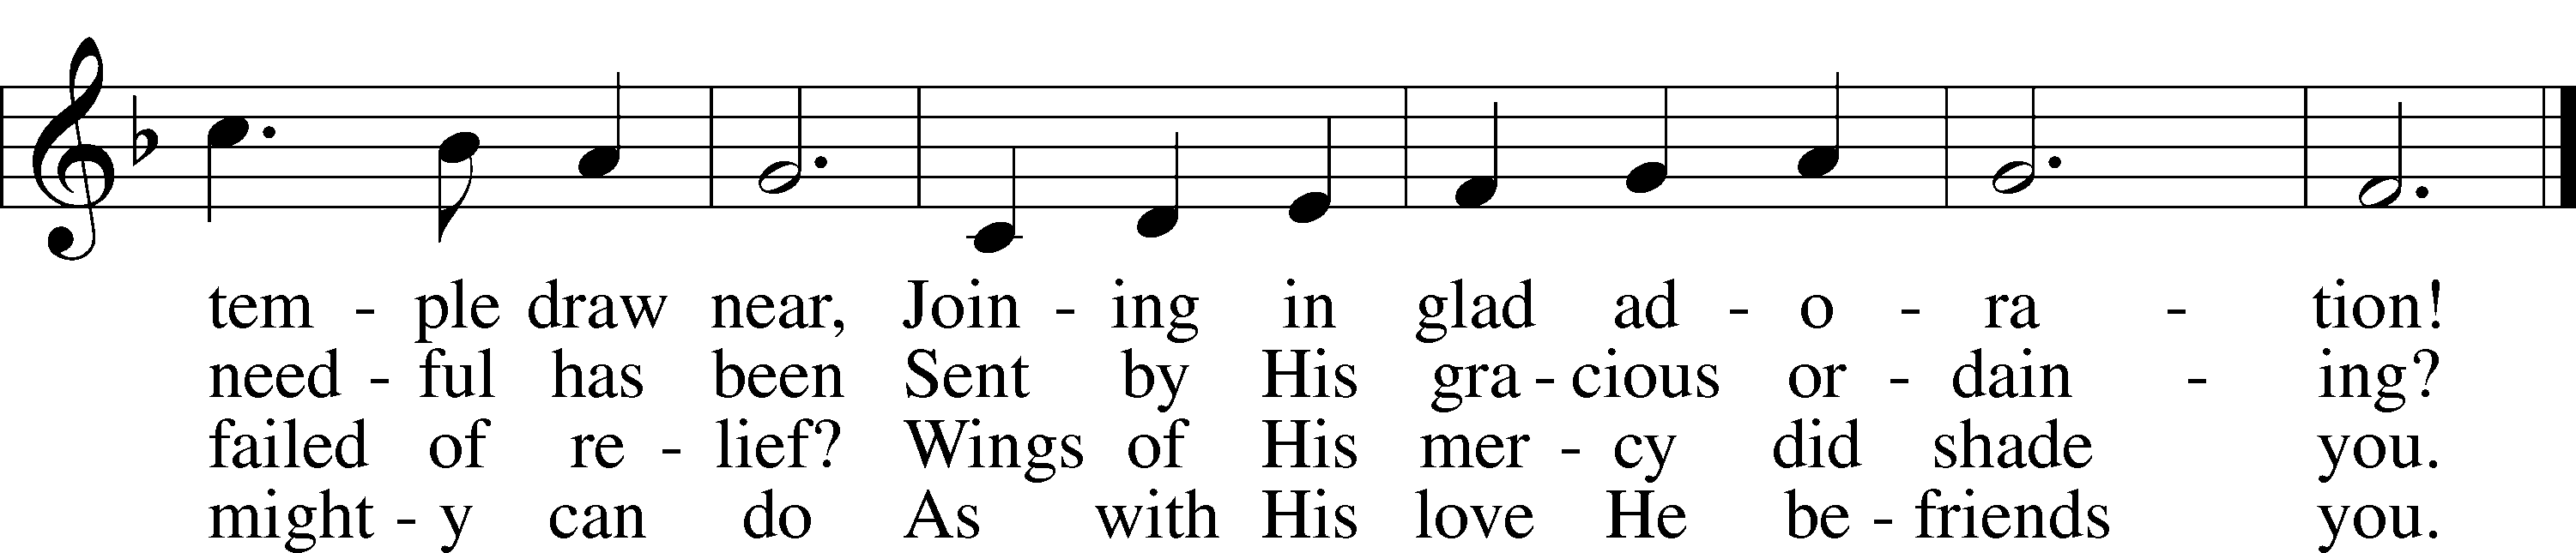 tem - ple draw near, Join - ing in glad ad - o - ra - tion!
need - ful has been Sent by His gra - cious or - dain - ing?
failed of re - lief? Wings of His mer - cy did shade you.
might - y can do As with His love He be - friends you.